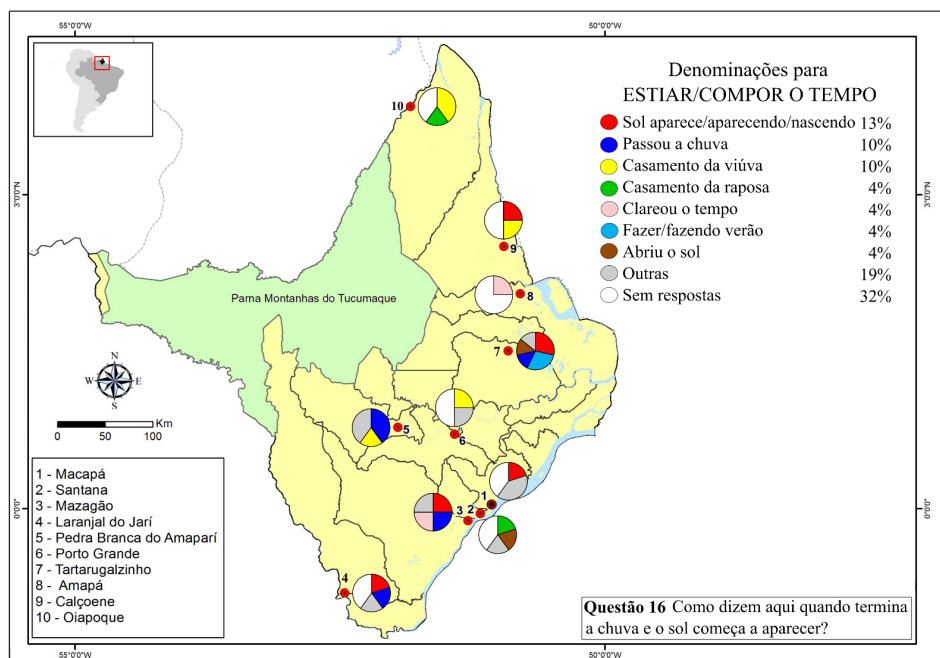 55°0'0"W
50°0'0"W
Denominações para
ESTIAR/COMPOR O TEMPO
Sol aparece/aparecendo/nascendo 13%
Passou a chuva 10%
Casamento da viúva 10%
Casamento da raposa 4%
Clareou o tempo 4%
Fazer/fazendo verão 4%
Abriu o sol 4%
Outras 19%
Sem respostas 32%
10
3°0'0"N
3°0'0"N
9
8
Parna Montanhas do Tucumaque
7
N
W E
S
Km
0 50 100
5
6
1 - Macapá
2 - Santana
3 - Mazagão
4 - Laranjal do Jarí
5 - Pedra Branca do Amaparí
6 - Porto Grande
7 - Tartarugalzinho
8 - Amapá
9 - Calçoene
10 - Oiapoque
1
2
3
0°0'0"
0°0'0"
4
Questão 16 Como dizem aqui quando termina
a chuva e o sol começa a aparecer?
55°0'0"W
50°0'0"W